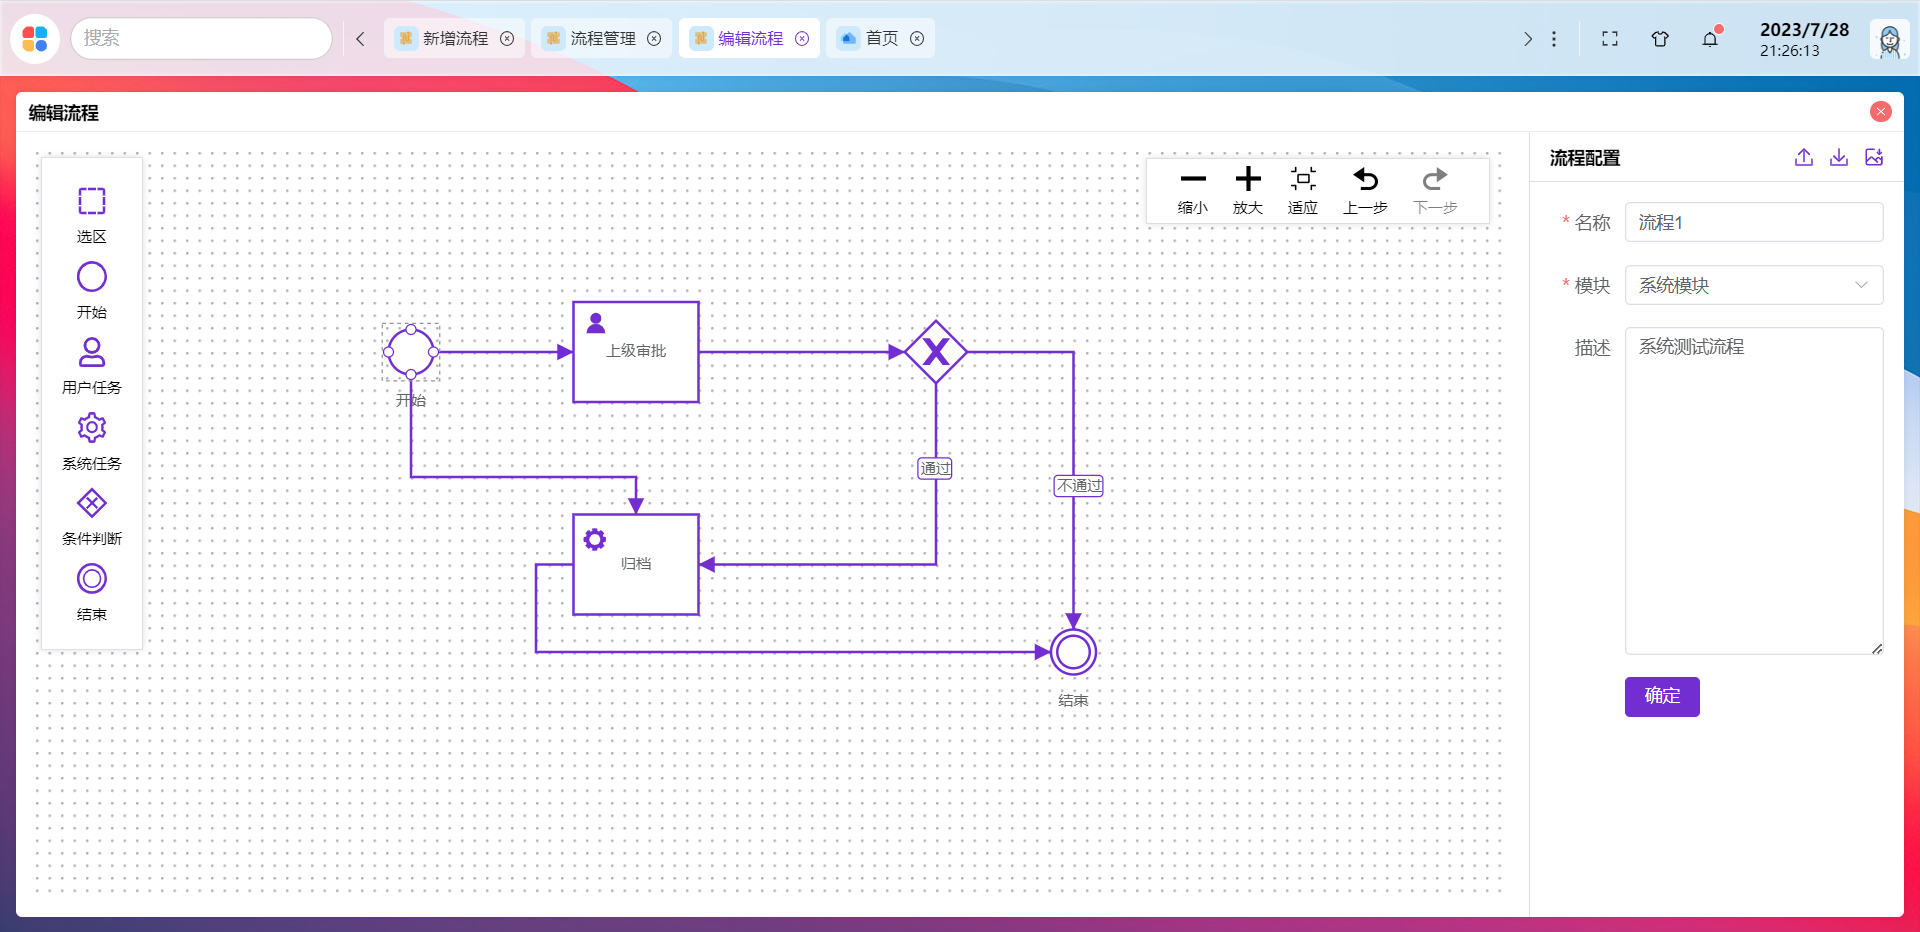 搜索
新增流程
流程管理
编辑流程
首页
2023/7/28
21:26:13
编辑流程
选区
开始
用户任务
系统任务
条件判断
结束
缩小
放大
适应
上一步
下一步
开始
上级审批
通过
不通过
归档
结束
流程配置
* 名称
流程1
* 模块
系统模块
描述
系统测试流程
确定